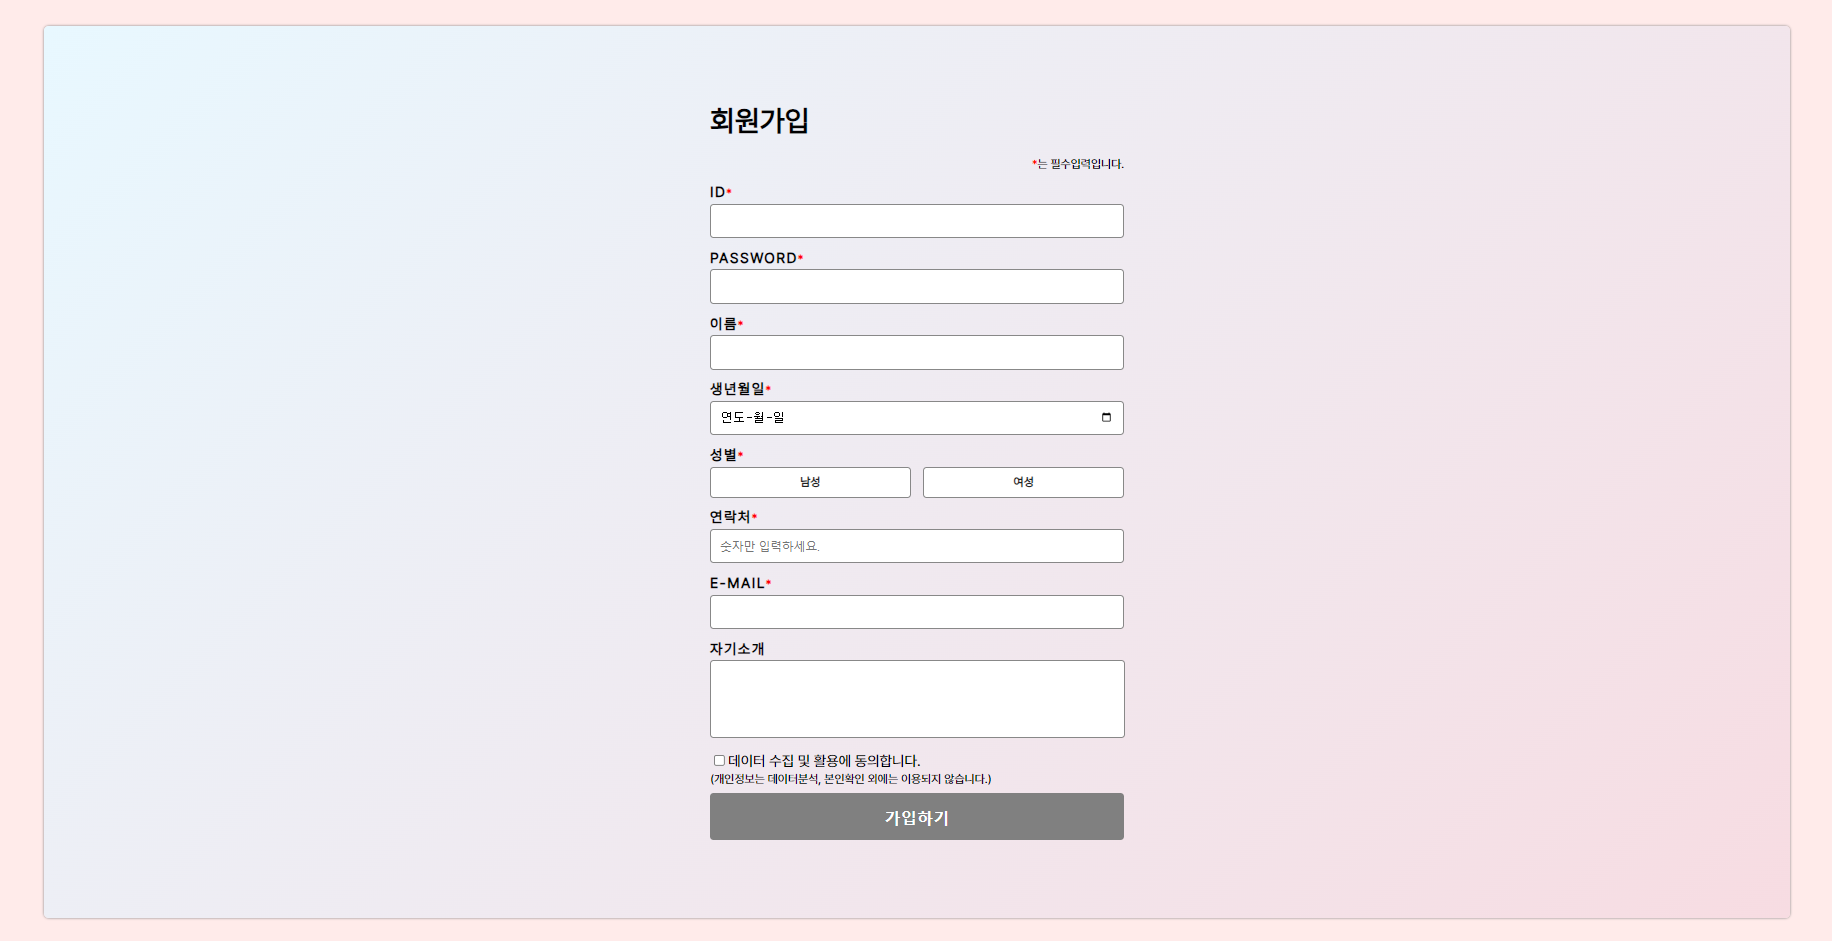 회원가입
*는 필수입력입니다.
ID*
PASSWORD*
이름*
생년월일*
연도-월-일
성별*
남성 여성
연락처*
숫자만 입력하세요.
E-MAIL*
자기소개
데이터 수집 및 활용에 동의합니다.
(개인정보는 데이터분석, 본인확인 외에는 이용되지 않습니다.)
가입하기